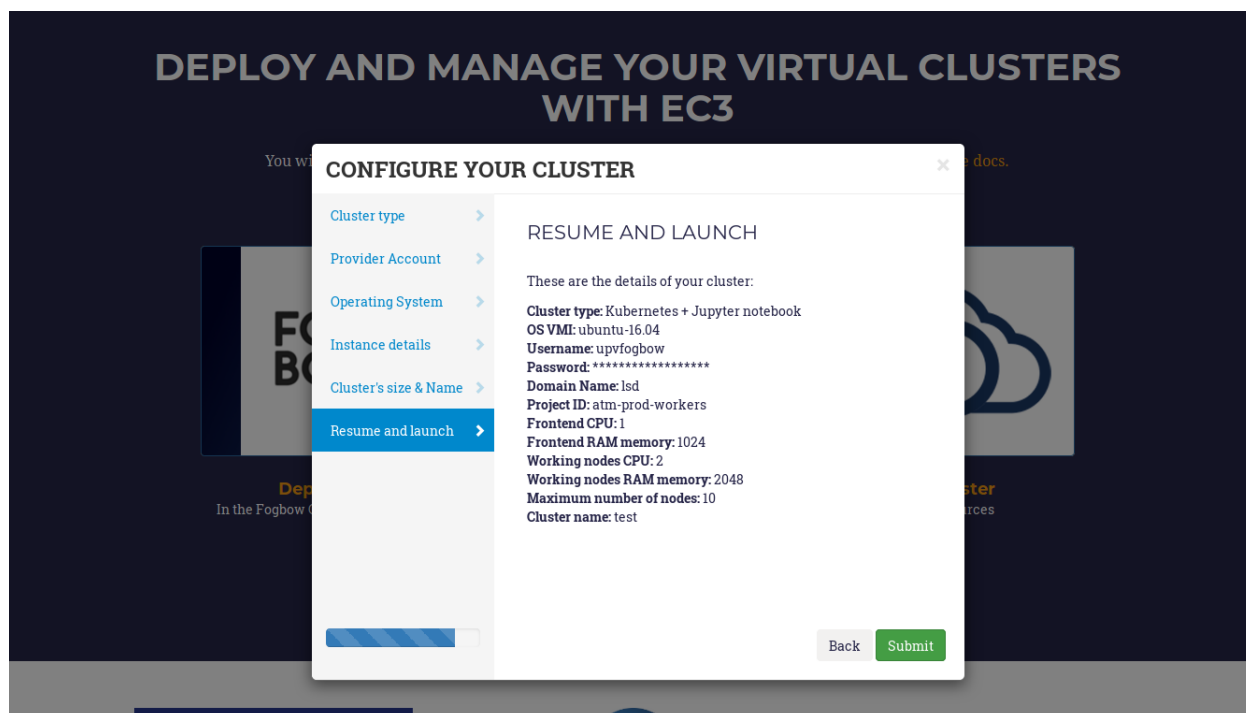 DEPLOY AND MANAGE YOUR VIRTUAL CLUSTERS
WITH EC3
You
docs.
CONFIGURE YOUR CLUSTER
×
Cluster type
Provider Account
Operating System
Instance details
Cluster's size & Name
Resume and launch
RESUME AND LAUNCH
These are the details of your cluster:
Cluster type: Kubernetes + Jupyter notebook
OS VMI: ubuntu-16.04
Username: upvfogbow
Password: ******************
Domain Name: lsd
Project ID: atm-prod-workers
Frontend CPU: 1
Frontend RAM memory: 1024
Working nodes CPU: 2
Working nodes RAM memory: 2048
Maximum number of nodes: 10
Cluster name: test
Back
Submit
In the Fogbow